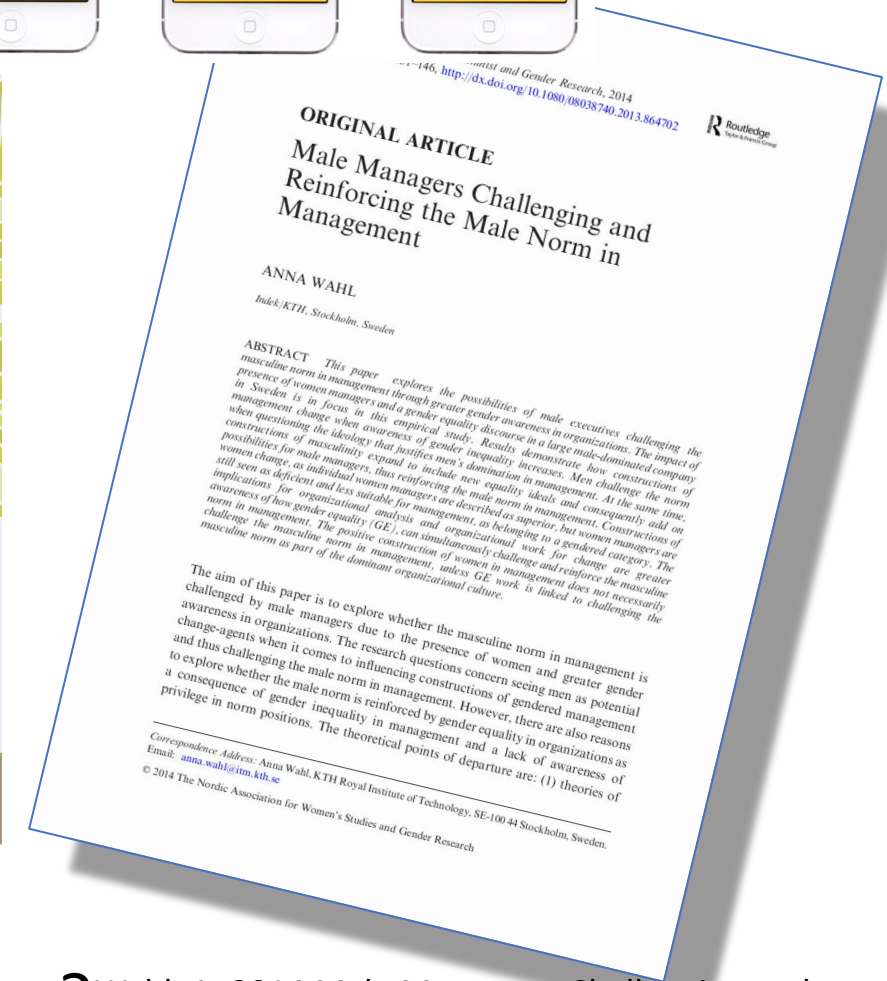 and Gender Research, 2014
146, http://dx.doi.org/10.1080/08038740.2013.864702
Routledge
Taylor & Francis Group
ORIGINAL ARTICLE
Male Managers Challenging and
Reinforcing the Male Norm in
Management
ANNA WAHL
Indek/KTH, Stockholm, Sweden
ABSTRACT This paper explores the possibilities of male executives challenging the
masculine norm in management through greater gender awareness in organizations. The impact of
presence of women managers and a gender equality discourse in a large male-dominated company
in Sweden is in focus in this empirical study. Results demonstrate how constructions of
management change when awareness of gender inequality increases. Men challenge the norm
when questioning the ideology that justifies men's domination in management. At the same time,
constructions of masculinity expand to include new equality ideals and consequently add on
possibilities for male managers, thus reinforcing the male norm in management. Constructions of
women change, as individual women managers are described as superior, but women managers are
still seen as deficient and less suitable for management, as belonging to a gendered category. The
implications for organizational analysis and organizational work for change are greater
awareness of how gender equality (GE), can simultaneously challenge and reinforce the masculine
norm in management. The positive construction of women in management does not necessarily
challenge the masculine norm in management, unless GE work is linked to challenging the
masculine norm as part of the dominant organizational culture.
The aim of this paper is to explore whether the masculine norm in management is
challenged by male managers due to the presence of women and greater gender
awareness in organizations. The research questions concern seeing men as potential
change-agents when it comes to influencing constructions of gendered management
and thus challenging the male norm in management. However, there are also reasons
to explore whether the male norm is reinforced by gender equality in organizations as
a consequence of gender inequality in management and a lack of awareness of
privilege in norm positions. The theoretical points of departure are: (1) theories of
Correspondence Address: Anna Wahl, KTH Royal Institute of Technology, SE-100 44 Stockholm, Sweden.
Email: anna.wahl@itm.kth.se
© 2014 The Nordic Association for Women's Studies and Gender Research